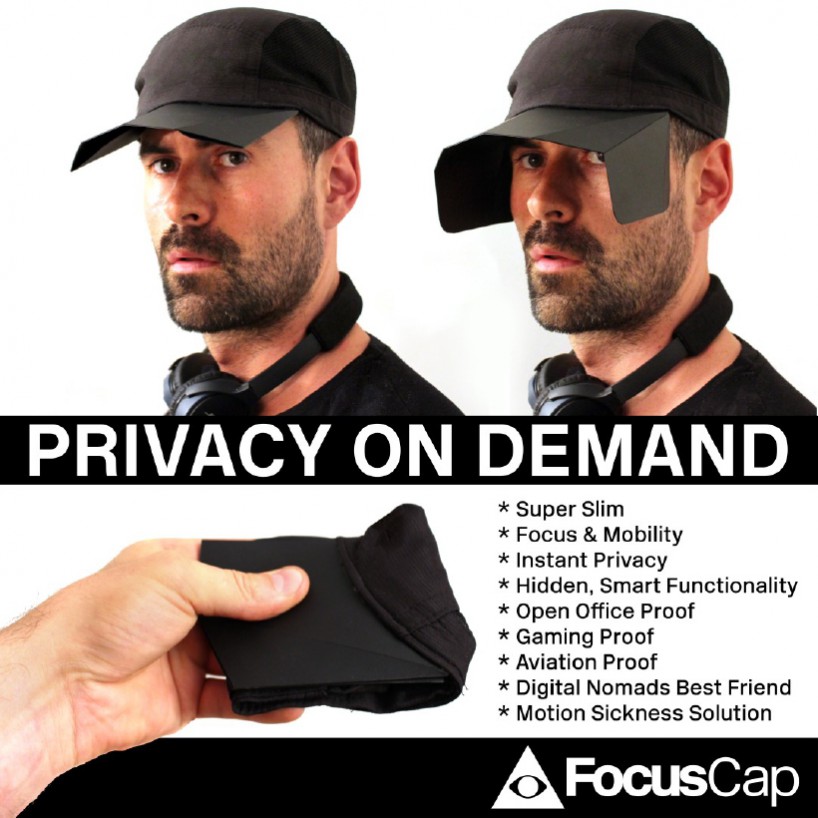 PRIVACY ON DEMAND
* Super Slim
* Focus & Mobility
* Instant Privacy
* Hidden, Smart Functionality
* Open Office Proof
* Gaming Proof
* Aviation Proof
* Digital Nomads Best Friend
* Motion Sickness Solution
FocusCap